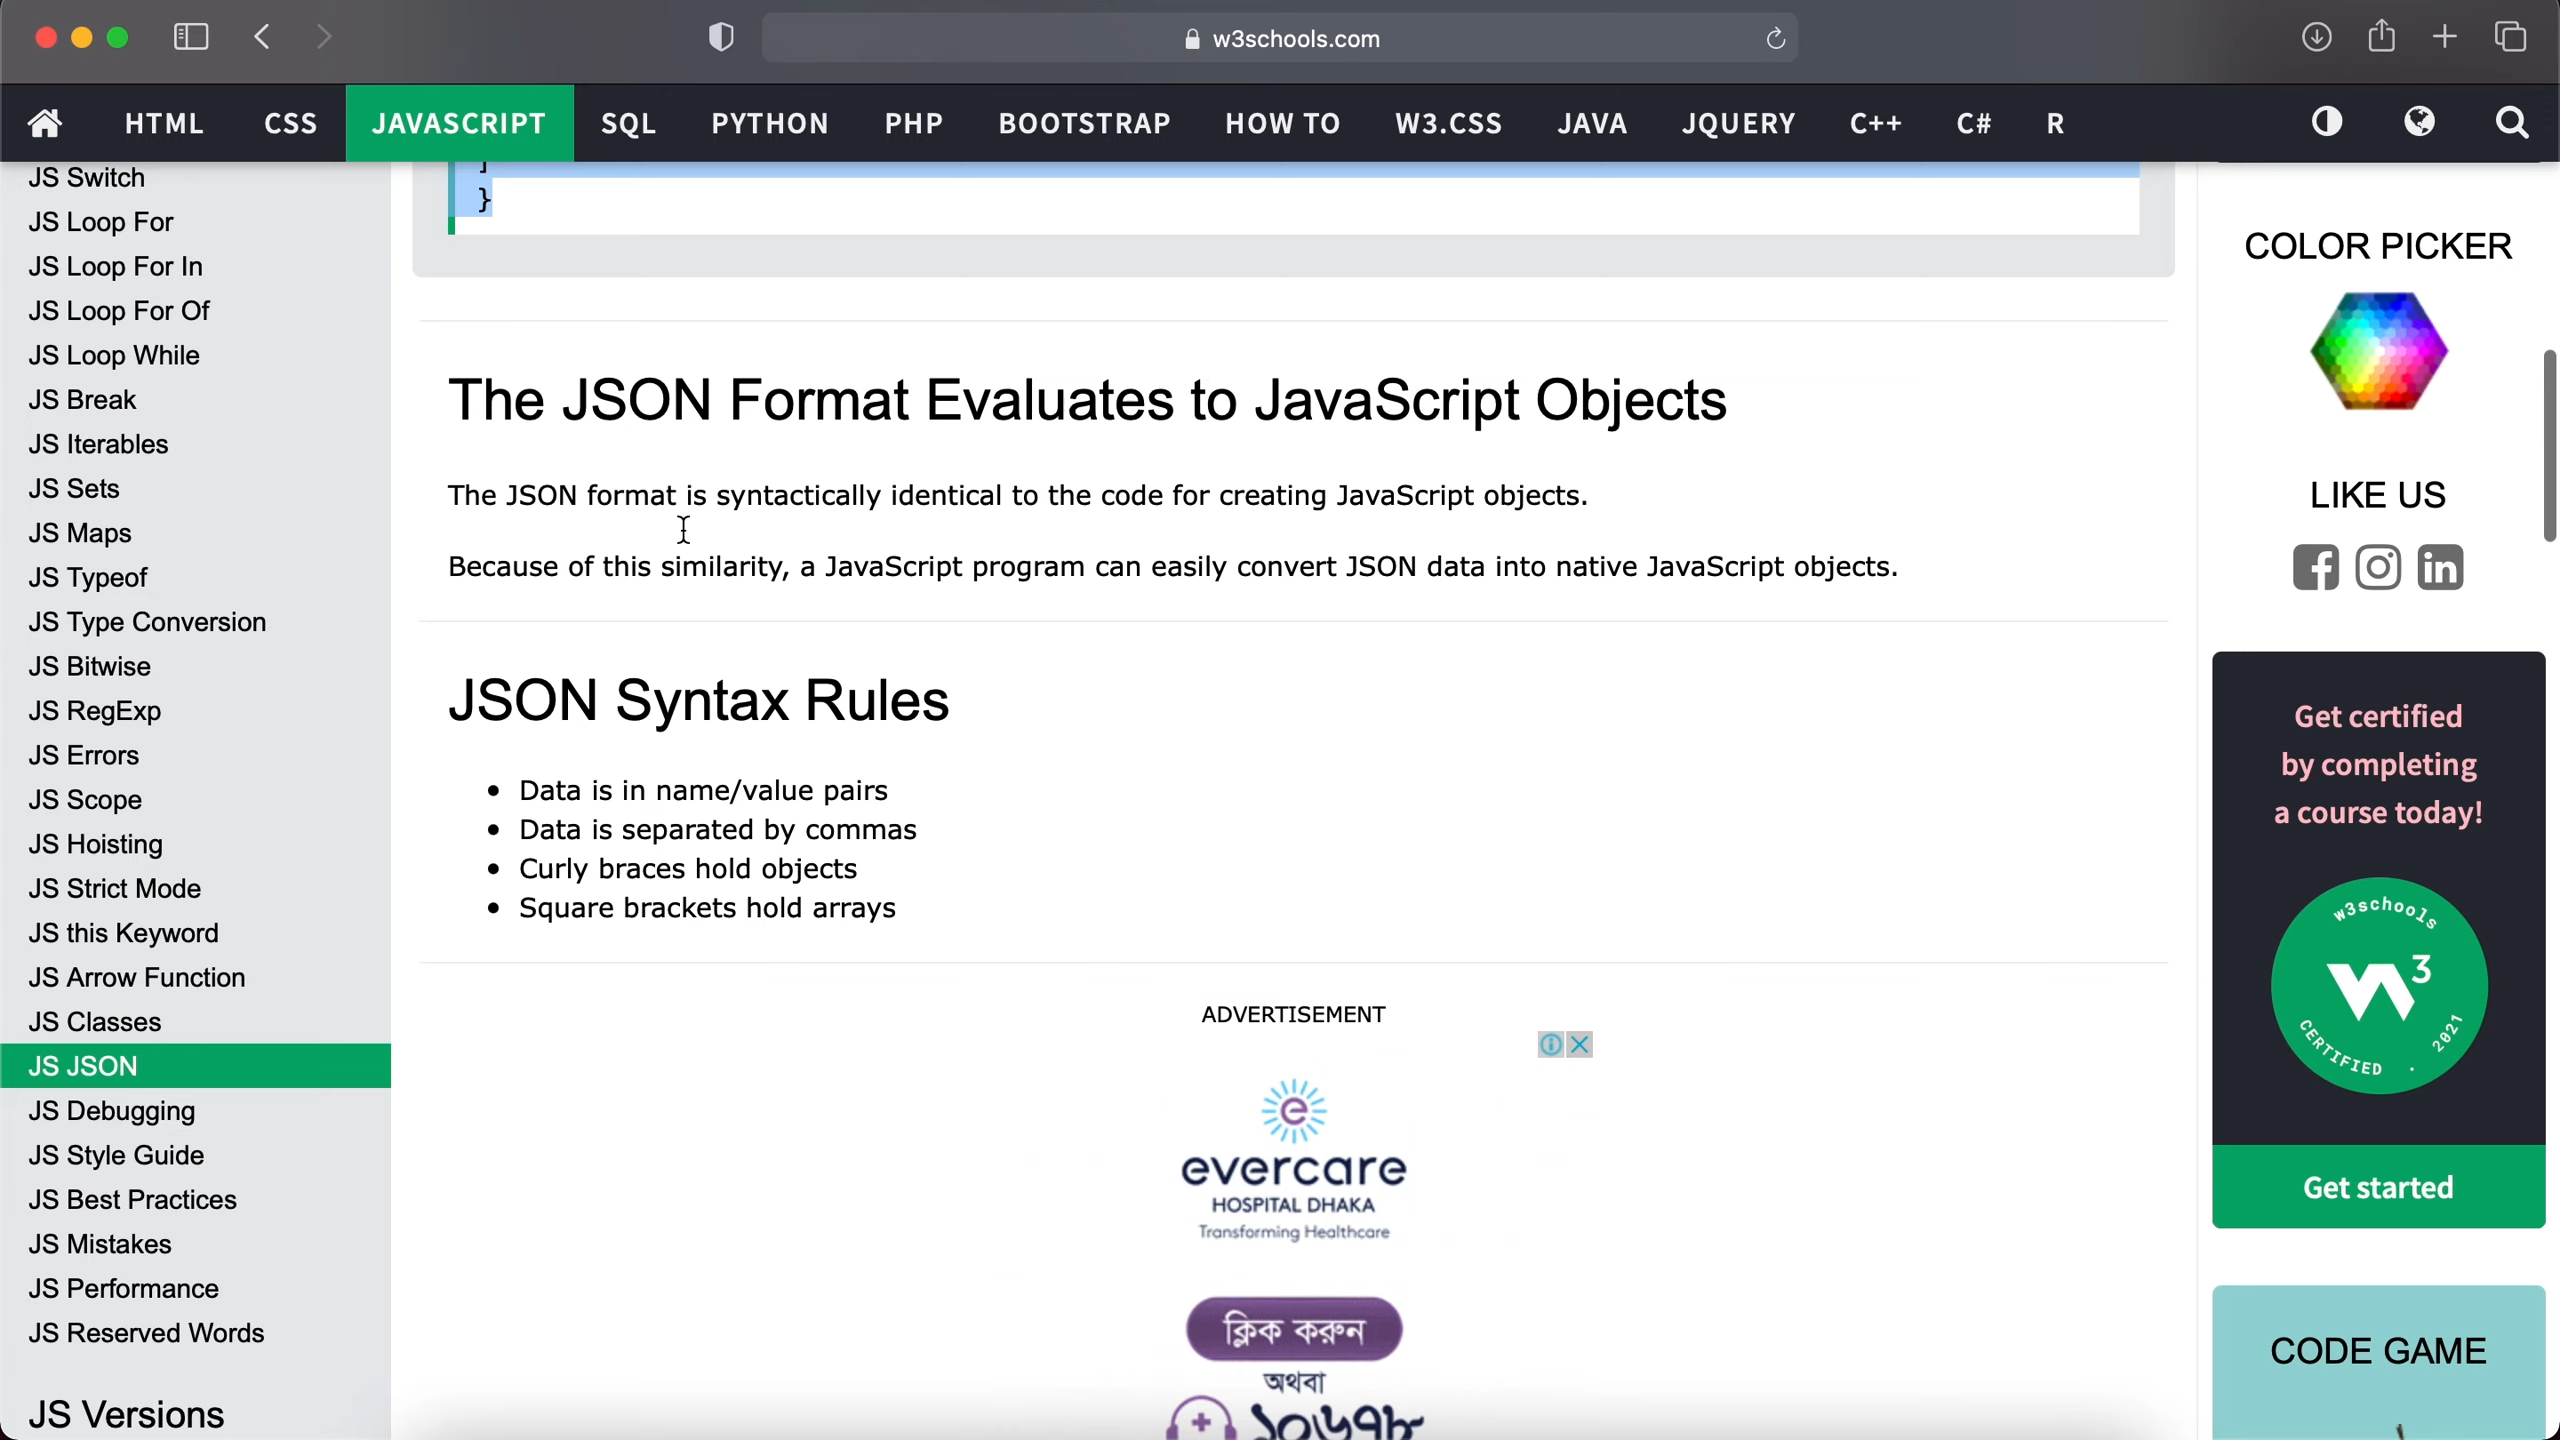 w3schools.com
HTML CSS JAVASCRIPT SQL PYTHON PHP BOOTSTRAP HOW TO W3.CSS JAVA JQUERY C++ C# R
JS Switch
JS Loop For
JS Loop For In
JS Loop For Of
JS Loop While
JS Break
JS Iterables
JS Sets
JS Maps
JS Typeof
JS Type Conversion
JS Bitwise
JS RegExp
JS Errors
JS Scope
JS Hoisting
JS Strict Mode
JS this Keyword
JS Arrow Function
JS Classes
JS JSON
JS Debugging
JS Style Guide
JS Best Practices
JS Mistakes
JS Performance
JS Reserved Words
JS Versions
}
The JSON Format Evaluates to JavaScript Objects
The JSON format is syntactically identical to the code for creating JavaScript objects.
Because of this similarity, a JavaScript program can easily convert JSON data into native JavaScript objects.
JSON Syntax Rules
• Data is in name/value pairs
• Data is separated by commas
• Curly braces hold objects
• Square brackets hold arrays
ADVERTISEMENT
evercare
HOSPITAL DHAKA
Transforming Healthcare
ক্লিক করুন
অথবা
১০৬৭৮
COLOR PICKER
LIKE US
Get certified
by completing
a course today!
w3schools
W3
CERTIFIED . 2021
Get started
CODE GAME